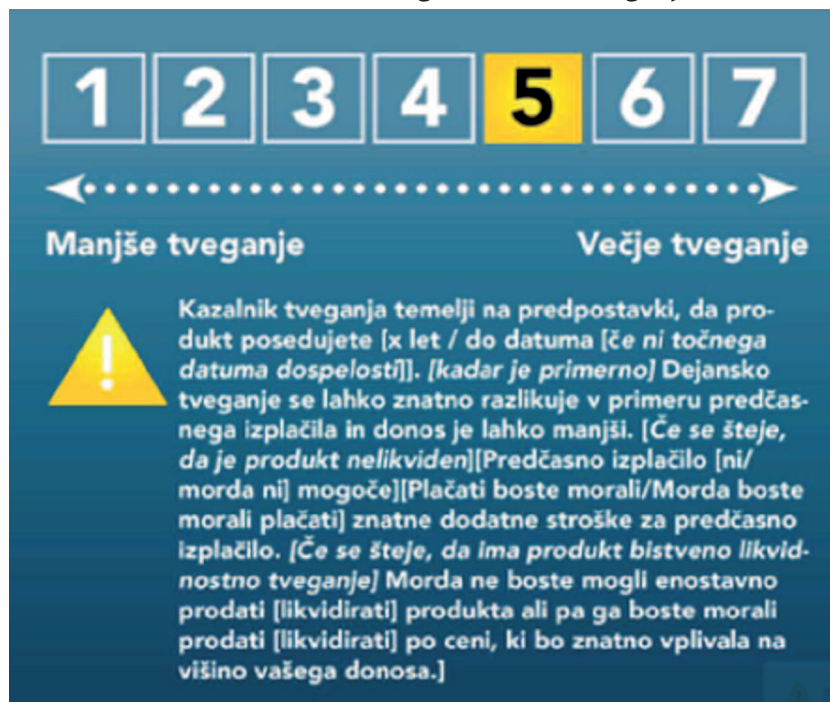 1 2 3 4 5 6 7
Manjše tveganje Večje tveganje
Kazalnik tveganja temelji na predpostavki, da pro-
dukt posedujete [x let / do datuma [če ni točnega
datuma dospelosti]]. [kadar je primerno] Dejansko
tveganje se lahko znatno razlikuje v primeru predčas-
nega izplačila in donos je lahko manjši. [Če se šteje,
da je produkt nelikviden][Predčasno izplačilo [ni/
morda ni] mogoče][Plačati boste morali/Morda boste
morali plačati] znatne dodatne stroške za predčasno
izplačilo. [Če se šteje, da ima produkt bistveno likvid-
nostno tveganje] Morda ne boste mogli enostavno
prodati [likvidirati] produkta ali pa ga boste morali
prodati [likvidirati] po ceni, ki bo znatno vplivala na
višino vašega donosa.]